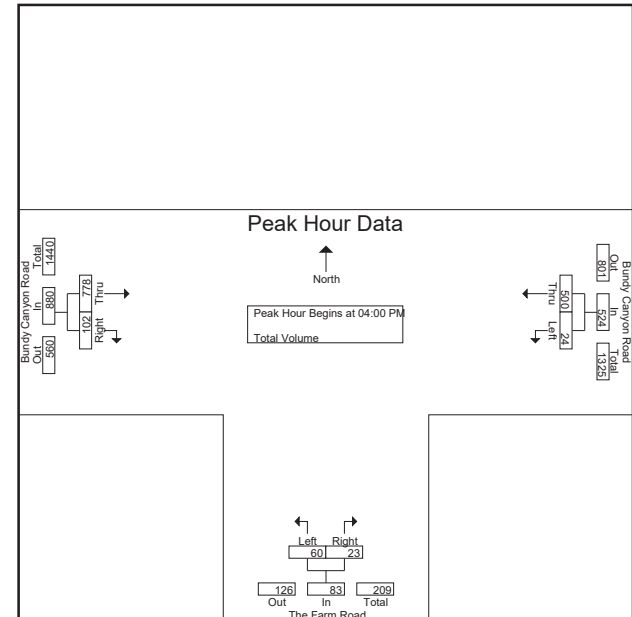 Peak Hour Data
North
Peak Hour Begins at 04:00 PM
Total Volume
Bundy Canyon Road
Out In Total
560 880 1440
Right Thru
102 778
Bundy Canyon Road
Out In Total
801 524 1325
Thru Left
500 24
Left Right
60 23
126 83 209
Out In Total
The Farm Road